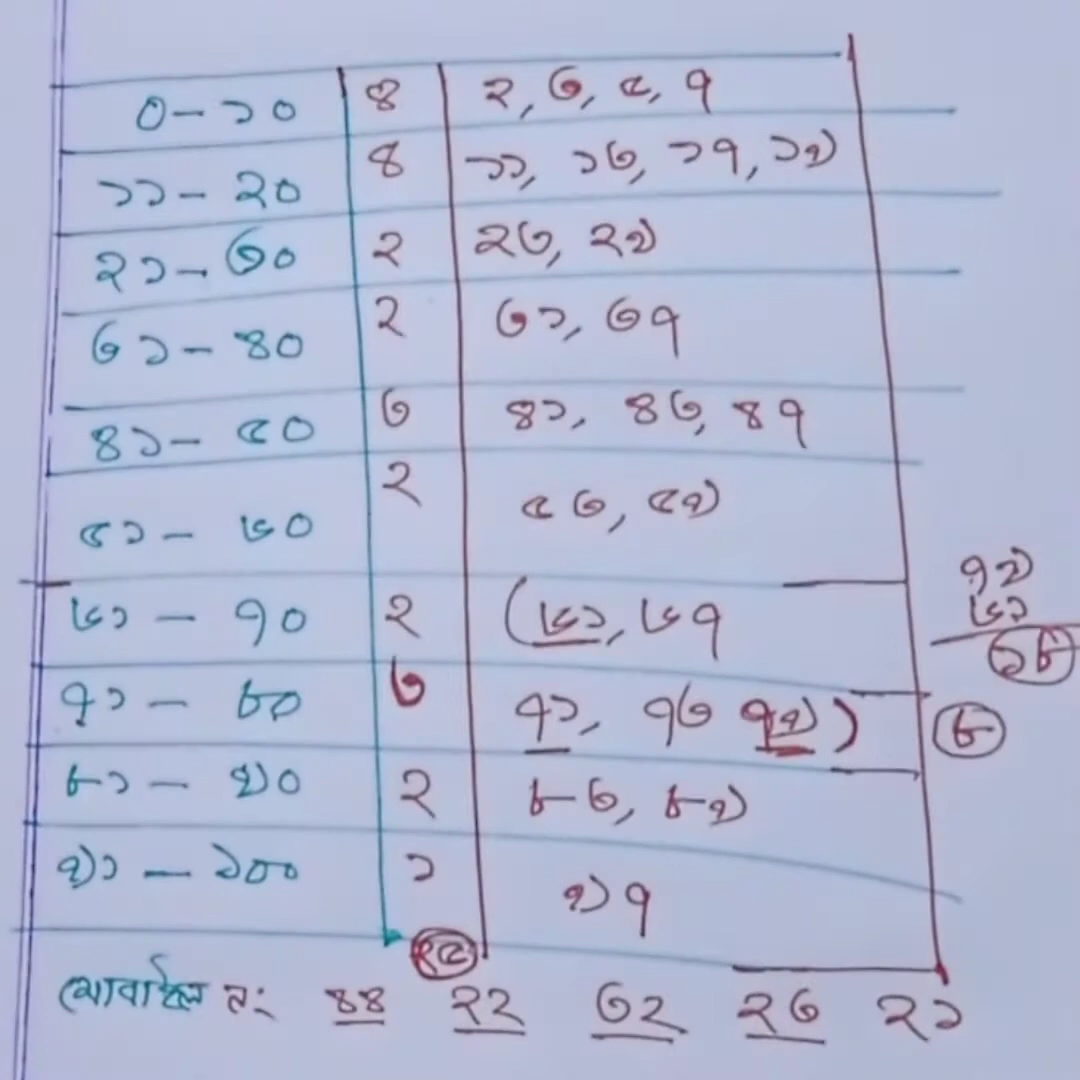 ০-১০ ৪ ২, ৩, ৫, ৭
১১-২০ ৪ ১১, ১৩, ১৭, ১৯
২১-৩০ ২ ২৩, ২৯
৩১-৪০ ২ ৩১, ৩৭
৪১-৫০ ৩ ৪১, ৪৩, ৪৭
৫১-৬০ ২ ৫৩, ৫৯
৬১-৭০ ২ (৬১, ৬৭
৭১-৮০ ৩ ৭১, ৭৩ ৭৯)
৮১-৯০ ২ ৮৩, ৮৯
৯১-১০০ ১ ৯৭
২৫
৭৯
৬১
১৮
৮
মোবাইল নং: ৪৪ ২২ ৩২ ২৩ ২১